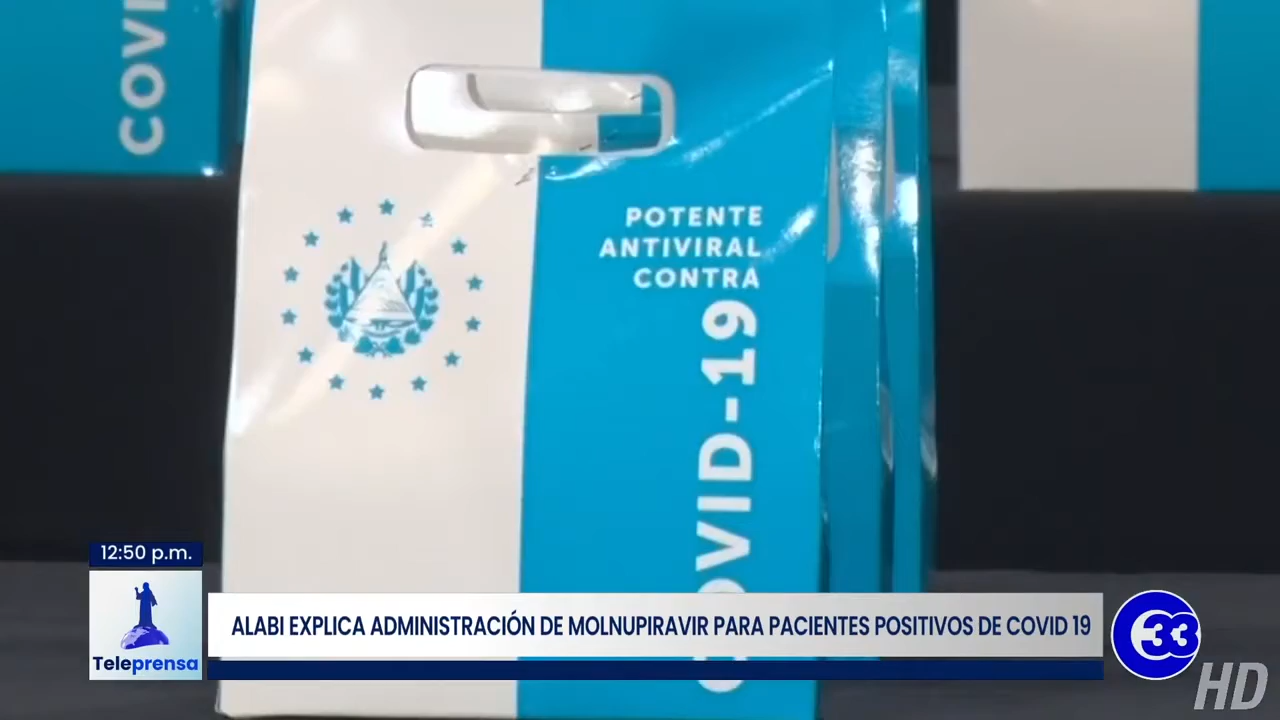 COVI
POTENTE
ANTIVIRAL
CONTRA
COVID-19
12:50 p.m.
Teleprensa
ALABI EXPLICA ADMINISTRACIÓN DE MOLNUPIRAVIR PARA PACIENTES POSITIVOS DE COVID 19
33
HD